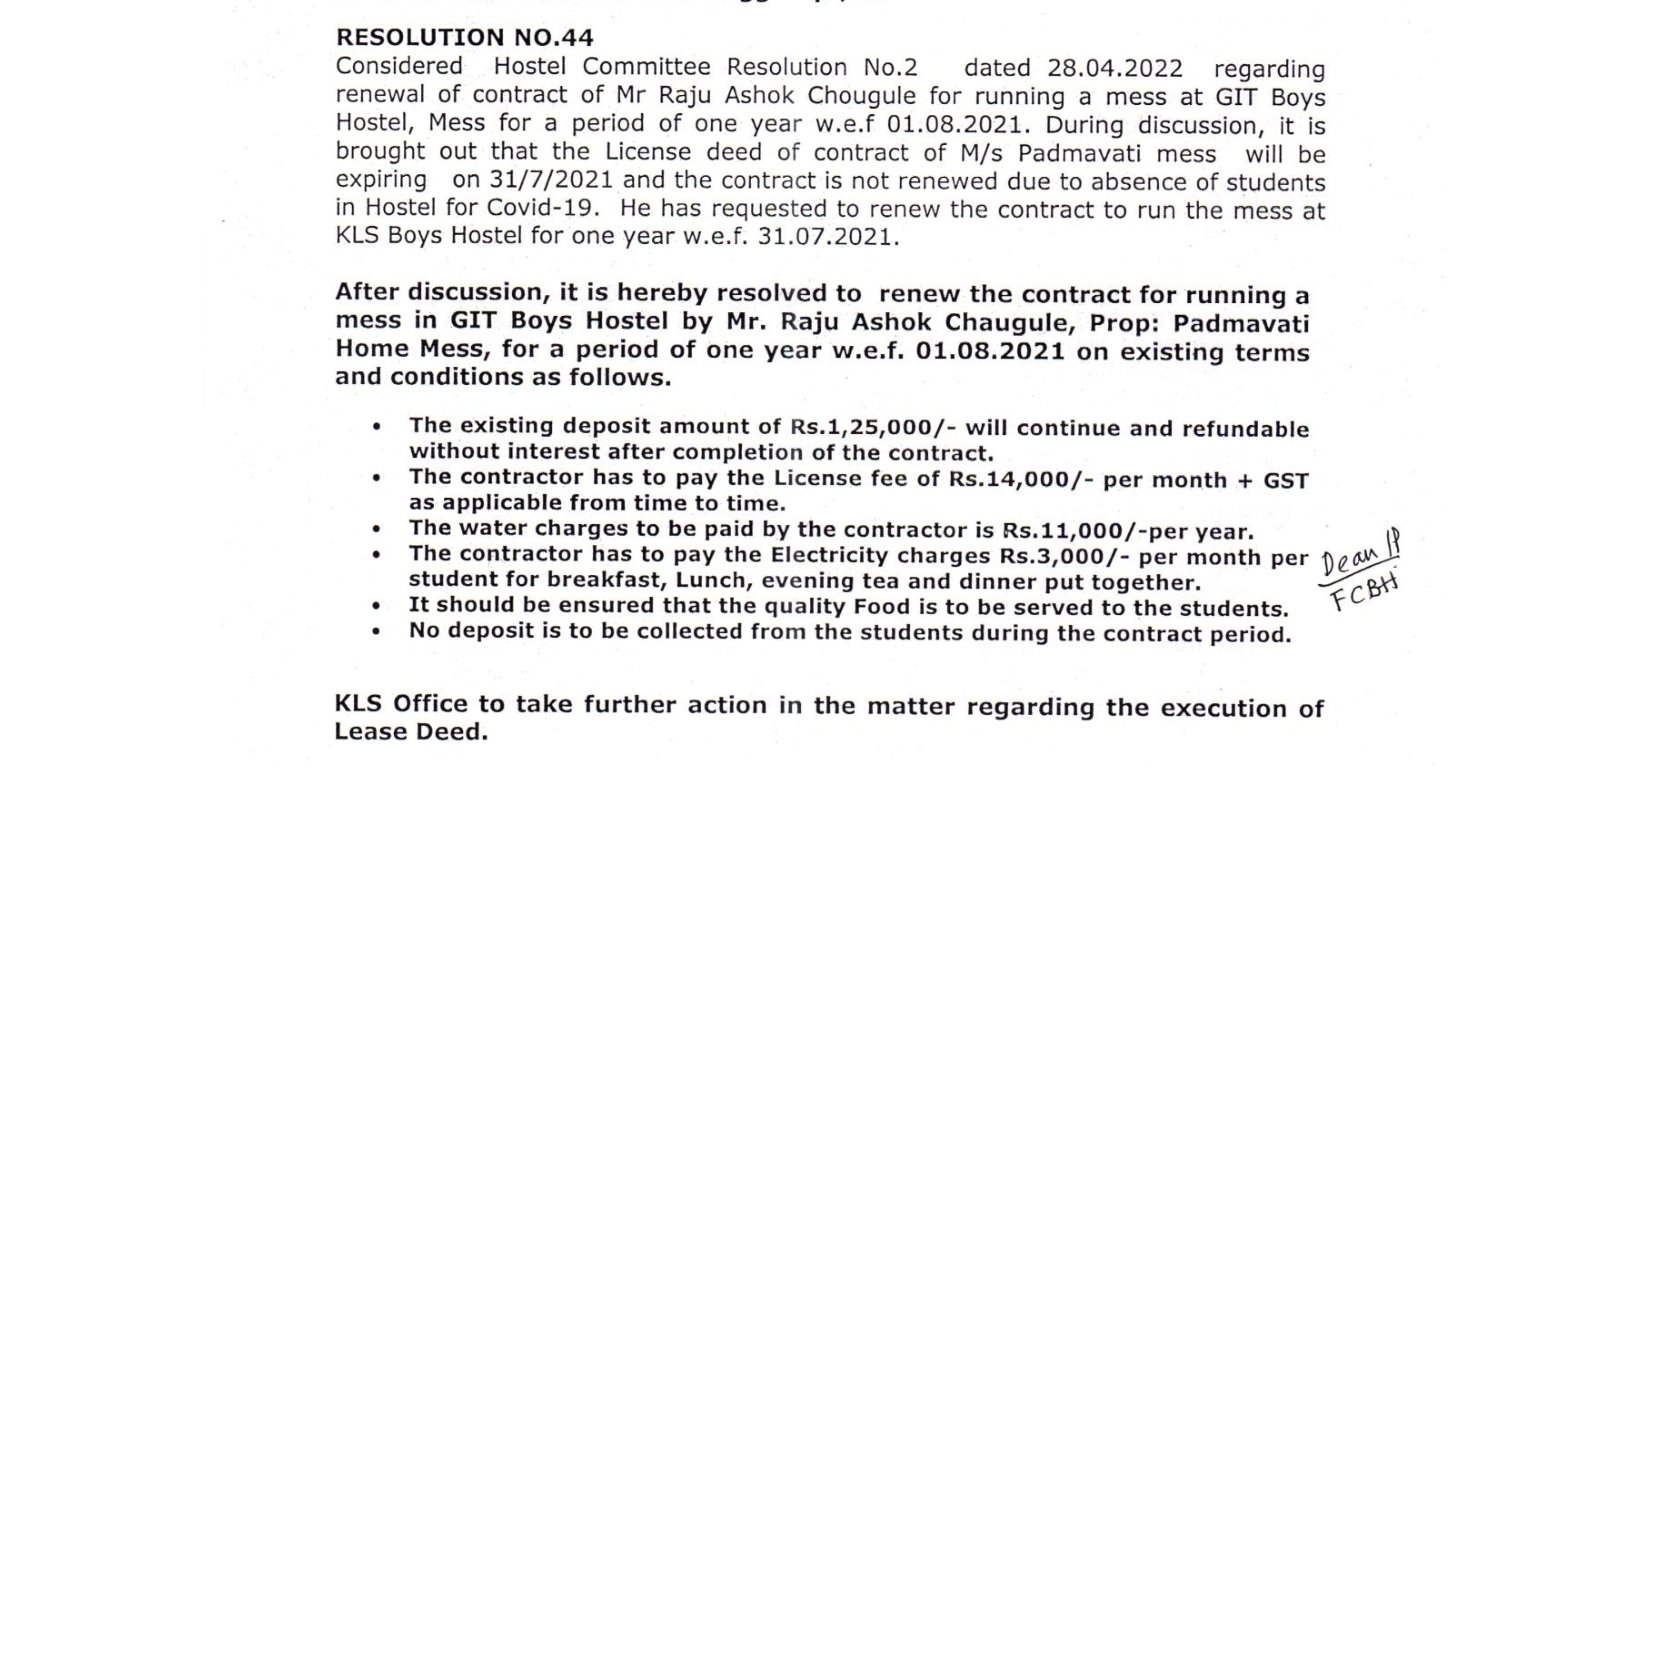 RESOLUTION NO.44
Considered Hostel Committee Resolution No.2 dated 28.04.2022 regarding
renewal of contract of Mr Raju Ashok Chougule for running a mess at GIT Boys
Hostel, Mess for a period of one year w.e.f 01.08.2021. During discussion, it is
brought out that the License deed of contract of M/s Padmavati mess will be
expiring on 31/7/2021 and the contract is not renewed due to absence of students
in Hostel for Covid-19. He has requested to renew the contract to run the mess at
KLS Boys Hostel for one year w.e.f. 31.07.2021.
After discussion, it is hereby resolved to renew the contract for running a
mess in GIT Boys Hostel by Mr. Raju Ashok Chaugule, Prop: Padmavati
Home Mess, for a period of one year w.e.f. 01.08.2021 on existing terms
and conditions as follows.
• The existing deposit amount of Rs.1,25,000/- will continue and refundable
without interest after completion of the contract.
• The contractor has to pay the License fee of Rs.14,000/- per month + GST
as applicable from time to time.
• The water charges to be paid by the contractor is Rs.11,000/-per year.
• The contractor has to pay the Electricity charges Rs.3,000/- per month per
student for breakfast, Lunch, evening tea and dinner put together.
• It should be ensured that the quality Food is to be served to the students.
• No deposit is to be collected from the students during the contract period.
Dean IP
FCBH
KLS Office to take further action in the matter regarding the execution of
Lease Deed.